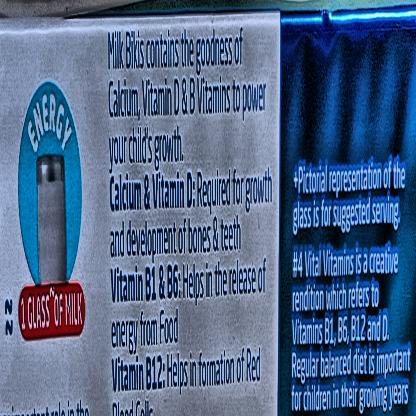 ENERGY
1 GLASS OF MILK
Milk Bikis contains the goodness of
Calcium, Vitamin D & B Vitamins to power
your child's growth.
Calcium & Vitamin D: Required for growth
and development of bones & teeth
Vitamin B1 & B6: Helps in the release of
energy from Food
Vitamin B12: Helps in formation of Red
Blood Cells
role in the
+Pictorial representation of the
glass is for suggested serving.
#4 Vital Vitamins is a creative
rendition which refers to
Vitamins B1, B6, B12 and D.
Regular balanced diet is important
for children in their growing years